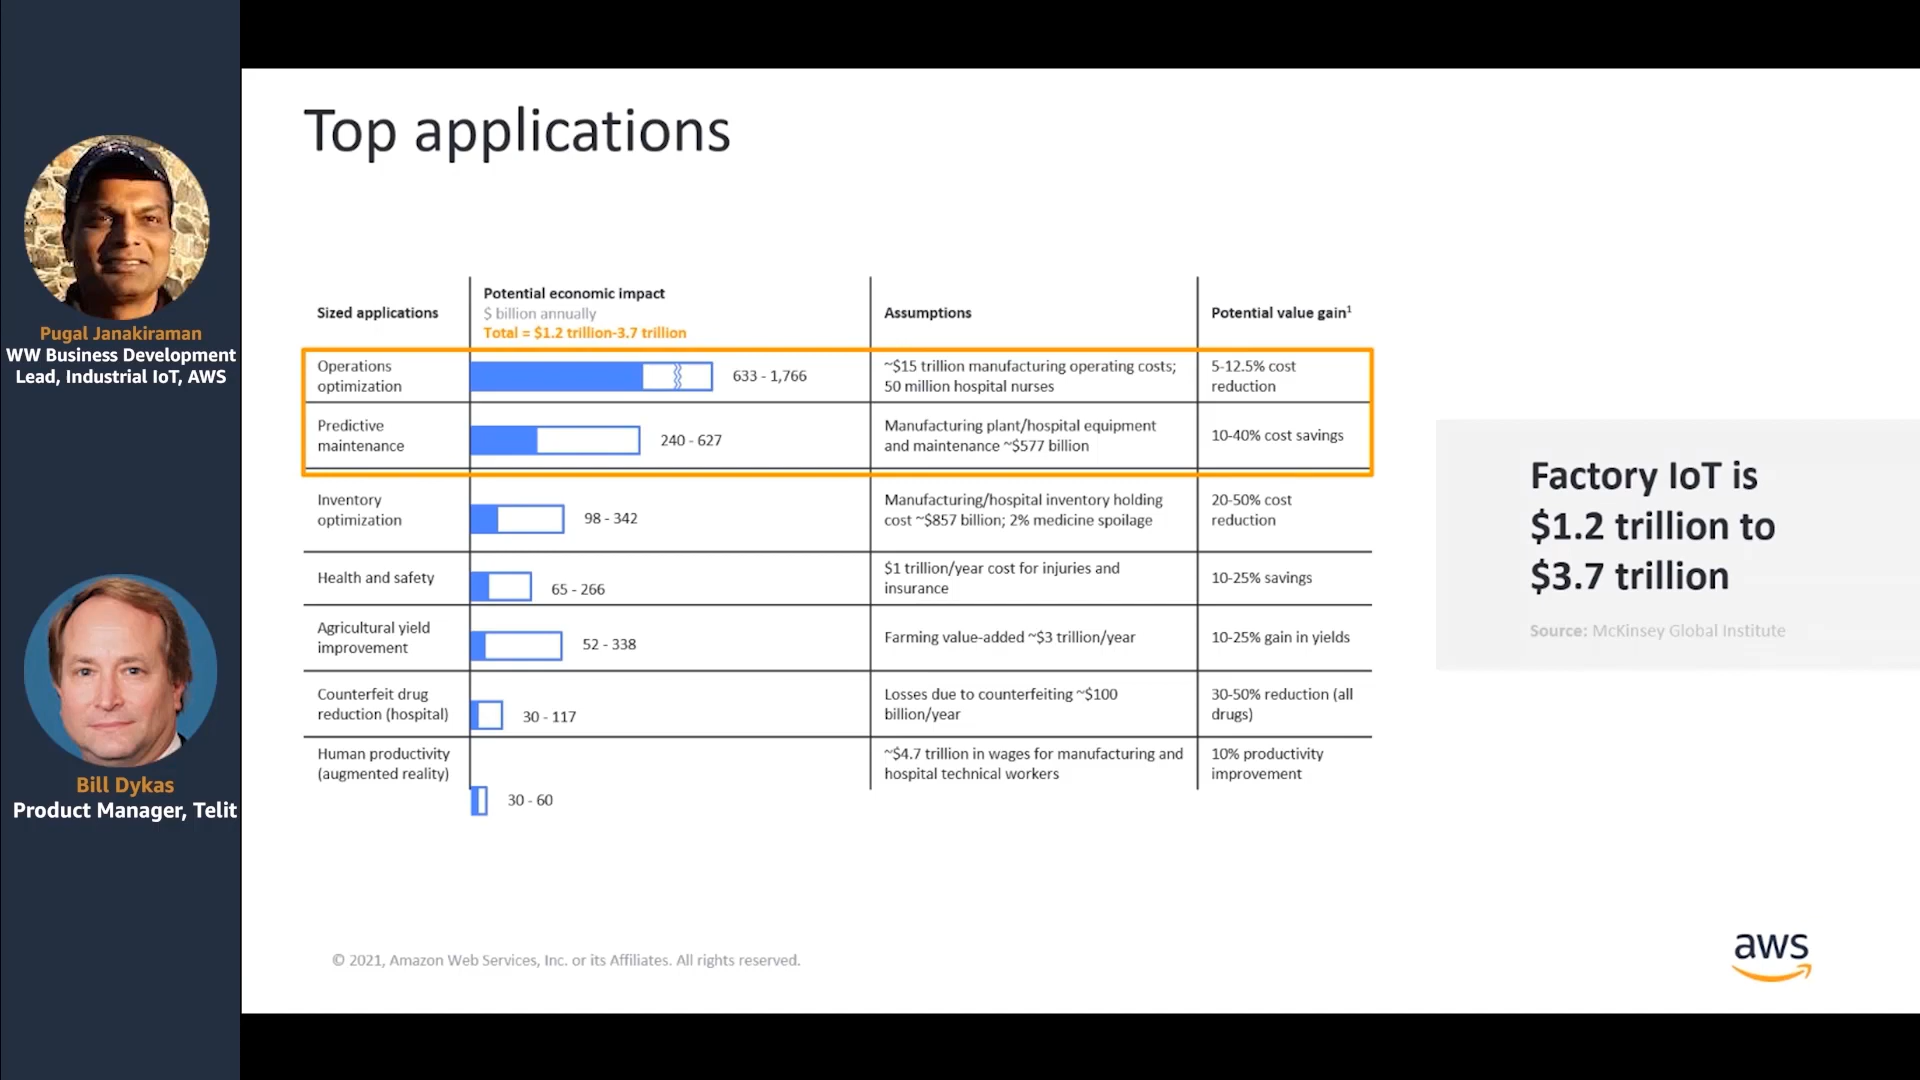 Pugal Janakiraman
WW Business Development
Lead, Industrial IoT, AWS
Bill Dykas
Product Manager, Telit
Top applications
Sized applications
Potential economic impact
$ billion annually
Total = $1.2 trillion-3.7 trillion
Assumptions
Potential value gain¹
Operations
optimization
633 - 1,766
~$15 trillion manufacturing operating costs;
50 million hospital nurses
5-12.5% cost
reduction
Predictive
maintenance
240 - 627
Manufacturing plant/hospital equipment
and maintenance ~$577 billion
10-40% cost savings
Inventory
optimization
98 - 342
Manufacturing/hospital inventory holding
cost ~$857 billion; 2% medicine spoilage
20-50% cost
reduction
Health and safety
65 - 266
$1 trillion/year cost for injuries and
insurance
10-25% savings
Agricultural yield
improvement
52 - 338
Farming value-added ~$3 trillion/year
10-25% gain in yields
Counterfeit drug
reduction (hospital)
30 - 117
Losses due to counterfeiting ~$100
billion/year
30-50% reduction (all
drugs)
Human productivity
(augmented reality)
30 - 60
~$4.7 trillion in wages for manufacturing and
hospital technical workers
10% productivity
improvement
Factory IoT is
$1.2 trillion to
$3.7 trillion
Source: McKinsey Global Institute
© 2021, Amazon Web Services, Inc. or its Affiliates. All rights reserved.
aws